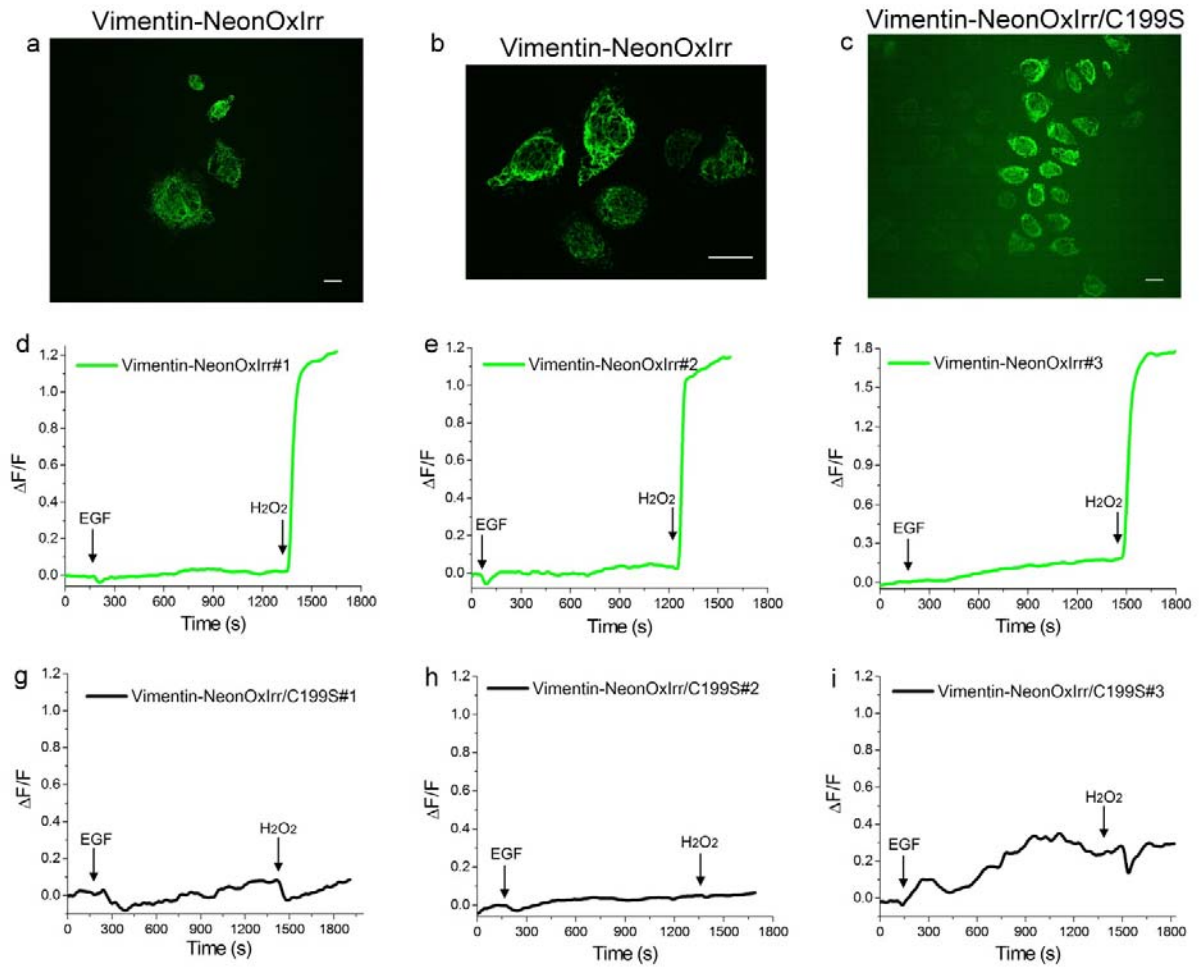 Vimentin-NeonOxIrr
Vimentin-NeonOxIrr
Vimentin-NeonOxIrr/C199S
a
b
c
d
Vimentin-NeonOxIrr#1
1.2
1.0
0.8
0.6
0.4
0.2
0.0
ΔF/F
EGF
H2O2
0 300 600 900 1200 1500 1800
Time (s)
e
Vimentin-NeonOxIrr#2
1.2
1.0
0.8
0.6
0.4
0.2
0.0
ΔF/F
EGF
H2O2
0 300 600 900 1200 1500 1800
Time (s)
f
Vimentin-NeonOxIrr#3
1.8
1.5
1.2
0.9
0.6
0.3
0.0
ΔF/F
EGF
H2O2
0 300 600 900 1200 1500 1800
Time (s)
g
Vimentin-NeonOxIrr/C199S#1
1.2
1.0
0.8
0.6
0.4
0.2
0.0
ΔF/F
EGF
H2O2
0 300 600 900 1200 1500 1800
Time (s)
h
Vimentin-NeonOxIrr/C199S#2
1.2
1.0
0.8
0.6
0.4
0.2
0.0
ΔF/F
EGF
H2O2
0 300 600 900 1200 1500 1800
Time (s)
i
Vimentin-NeonOxIrr/C199S#3
1.2
1.0
0.8
0.6
0.4
0.2
0.0
ΔF/F
EGF
H2O2
0 300 600 900 1200 1500 1800
Time (s)